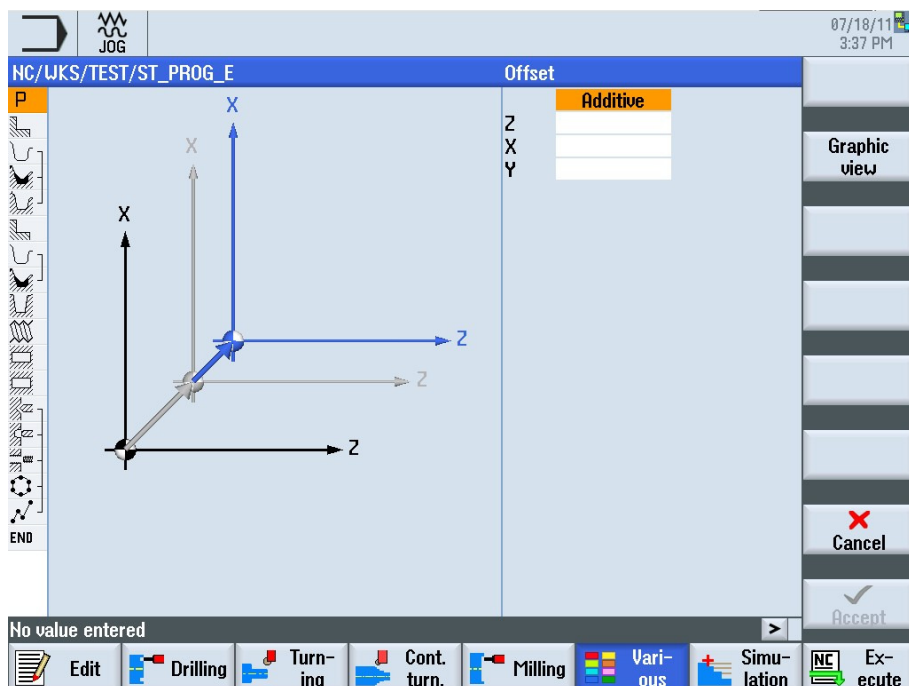 JOG
07/18/11
3:37 PM
NC/WKS/TEST/ST_PROG_E
Offset
P
END
X
X
X
Z
Z
Z
Additive
Z
X
Y
Graphic
view
Cancel
Accept
No value entered
>
Edit
Drilling
Turn-
ing
Cont.
turn.
Milling
Vari-
ous
Simu-
lation
NC
Ex-
ecute